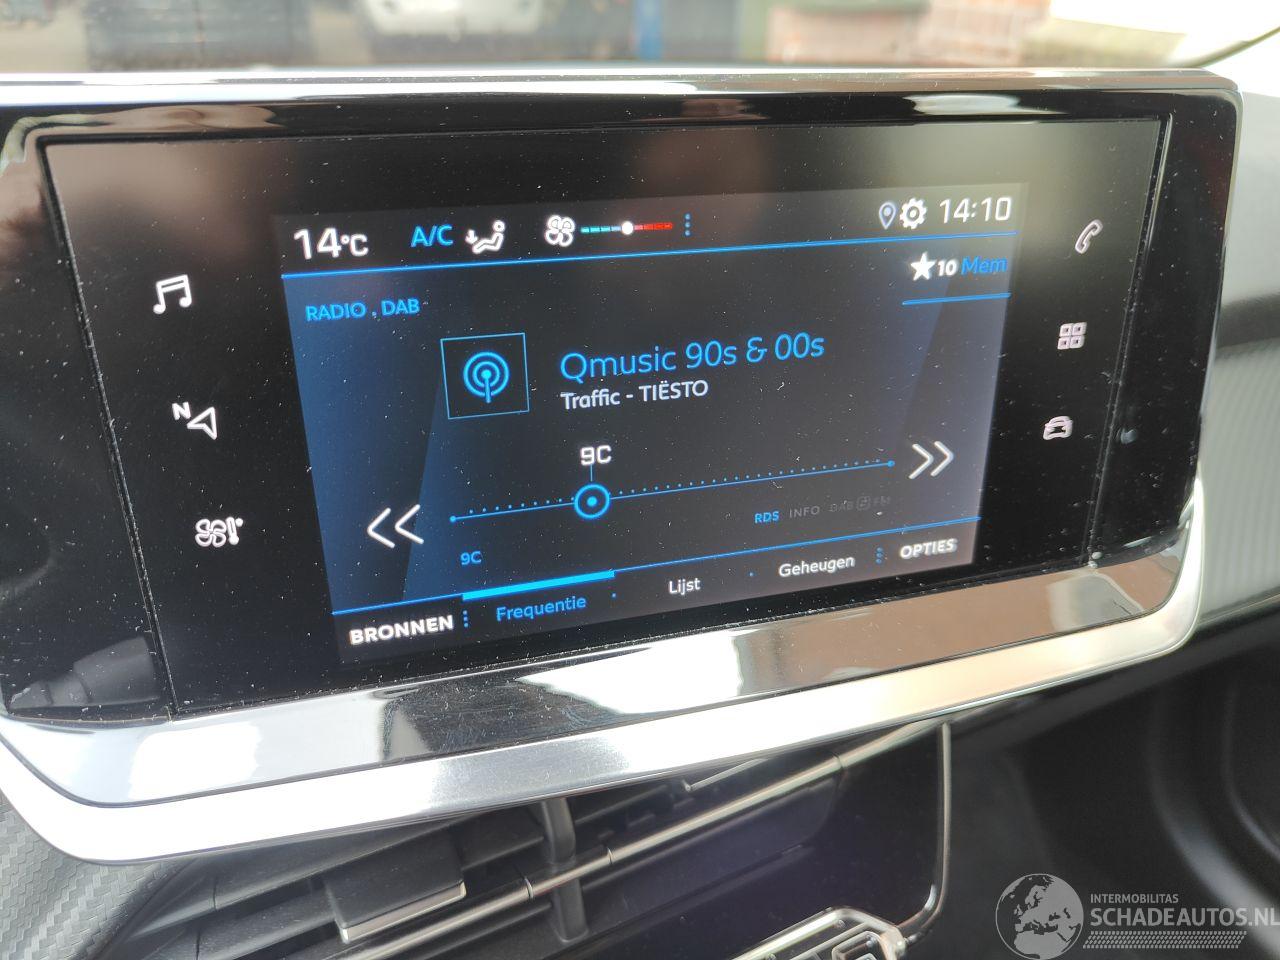 14°C A/C 14:10
10 Mem
RADIO , DAB
Qmusic 90s & 00s
Traffic - TIËSTO
N
9C
RDS INFO DAB FM
9C
BRONNEN Frequentie Lijst Geheugen OPTIES
INTERMOBILITAS
SCHADEAUTOS.NL